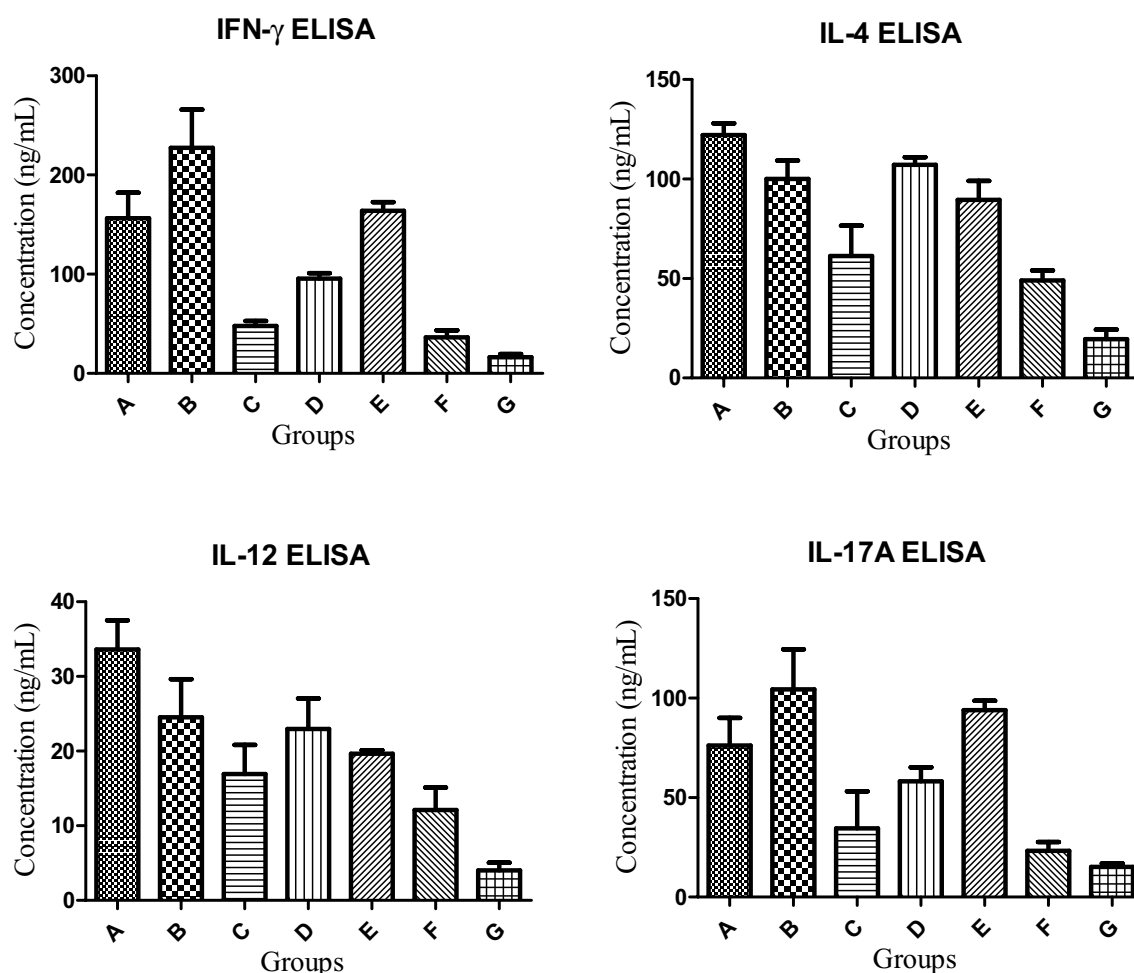 IFN-γ ELISA
Concentration (ng/mL)
300
200
100
0
A B C D E F G
Groups
IL-4 ELISA
Concentration (ng/mL)
150
100
50
0
A B C D E F G
Groups
IL-12 ELISA
Concentration (ng/mL)
40
30
20
10
0
A B C D E F G
Groups
IL-17A ELISA
Concentration (ng/mL)
150
100
50
0
A B C D E F G
Groups